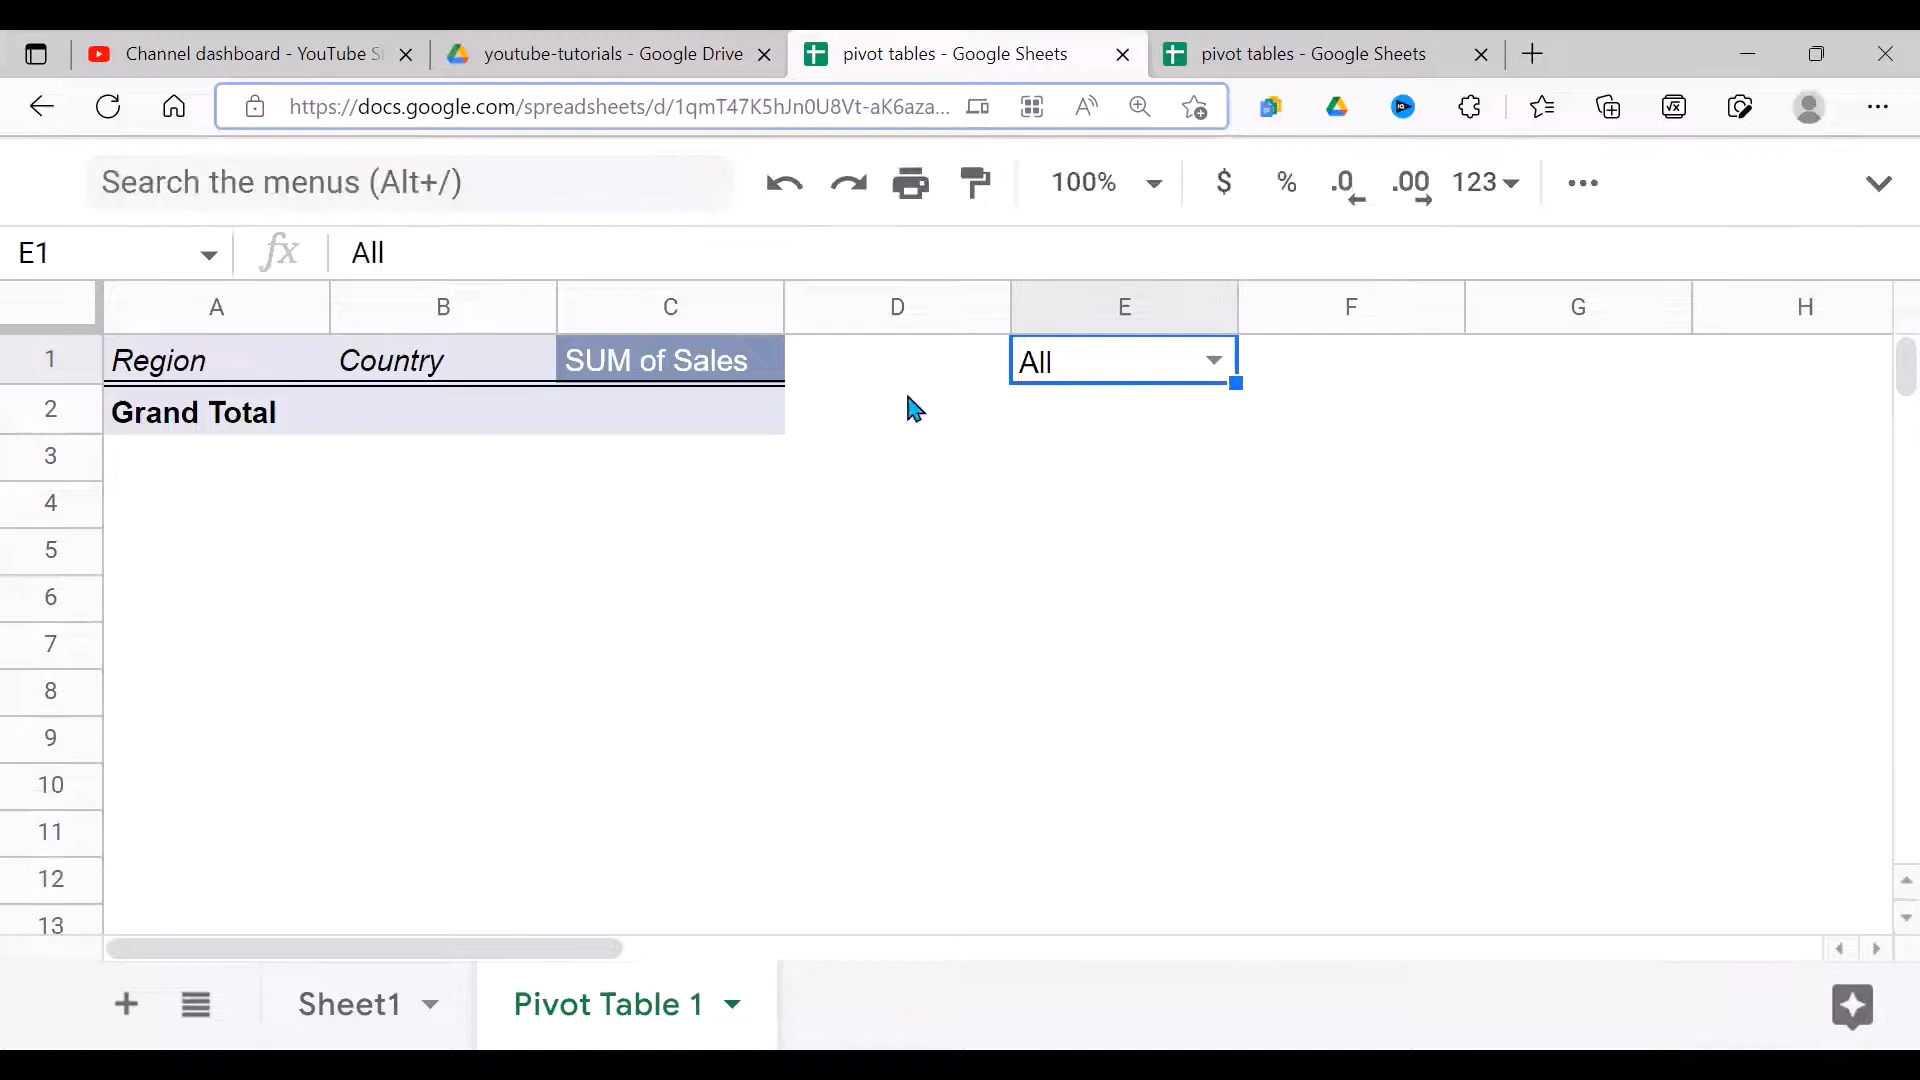 Channel dashboard - YouTube S
youtube-tutorials - Google Drive
pivot tables - Google Sheets
pivot tables - Google Sheets
https://docs.google.com/spreadsheets/d/1qmT47K5hJn0U8Vt-aK6aza...
Search the menus (Alt+/)
100%
$
%
.0
.00
123
E1
fx
All
A B C D E F G H
1 Region Country SUM of Sales All
2 Grand Total
3
4
5
6
7
8
9
10
11
12
13
Sheet1
Pivot Table 1